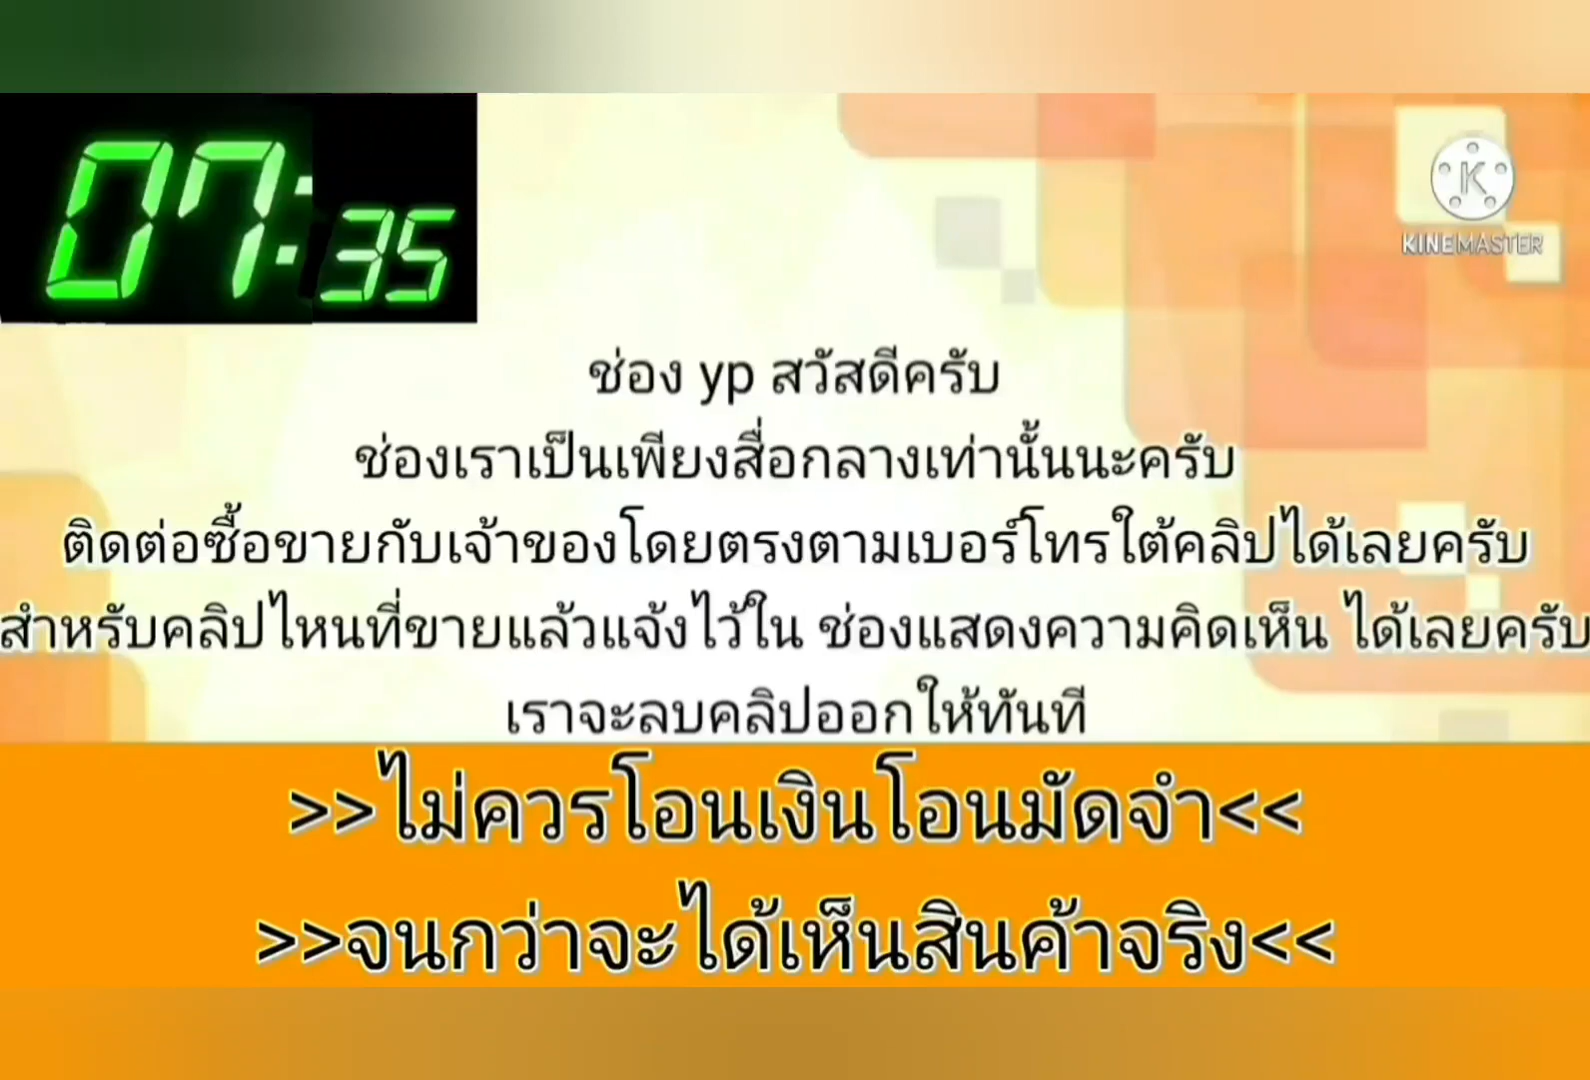 07:35
KINEMASTER
ช่อง yp สวัสดีครับ
ช่องเราเป็นเพียงสื่อกลางเท่านั้นนะครับ
ติดต่อซื้อขายกับเจ้าของโดยตรงตามเบอร์โทรใต้คลิปได้เลยครับ
สำหรับคลิปไหนที่ขายแล้วแจ้งไว้ใน ช่องแสดงความคิดเห็น ได้เลยครับ
เราจะลบคลิปออกให้ทันที
>>ไม่ควรโอนเงินโอนมัดจำ<<
>>จนกว่าจะได้เห็นสินค้าจริง<<